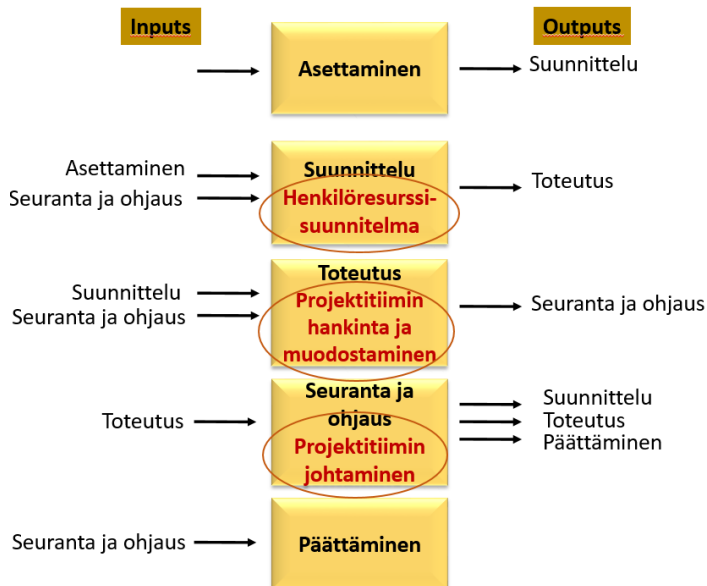 Inputs
Outputs
Asettaminen
Suunnittelu
Asettaminen
Seuranta ja ohjaus
Suunnittelu
Henkilöresurssi-
suunnitelma
Toteutus
Suunnittelu
Seuranta ja ohjaus
Toteutus
Projektitiimin
hankinta ja
muodostaminen
Seuranta ja ohjaus
Toteutus
Seuranta ja
ohjaus
Projektitiimin
johtaminen
Suunnittelu
Toteutus
Päättäminen
Seuranta ja ohjaus
Päättäminen